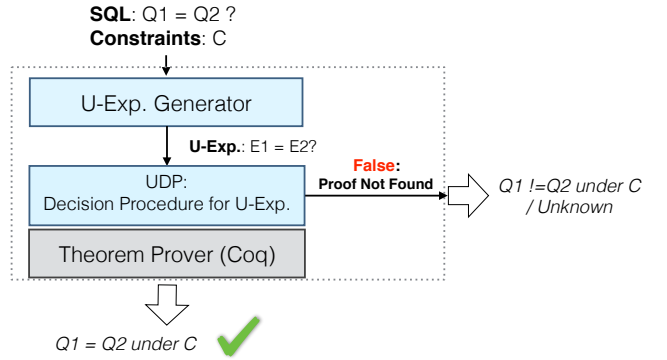 SQL: Q1 = Q2 ?
Constraints: C
U-Exp. Generator
U-Exp.: E1 = E2?
UDP:
Decision Procedure for U-Exp.
False:
Proof Not Found
Q1 !=Q2 under C
/ Unknown
Theorem Prover (Coq)
Q1 = Q2 under C